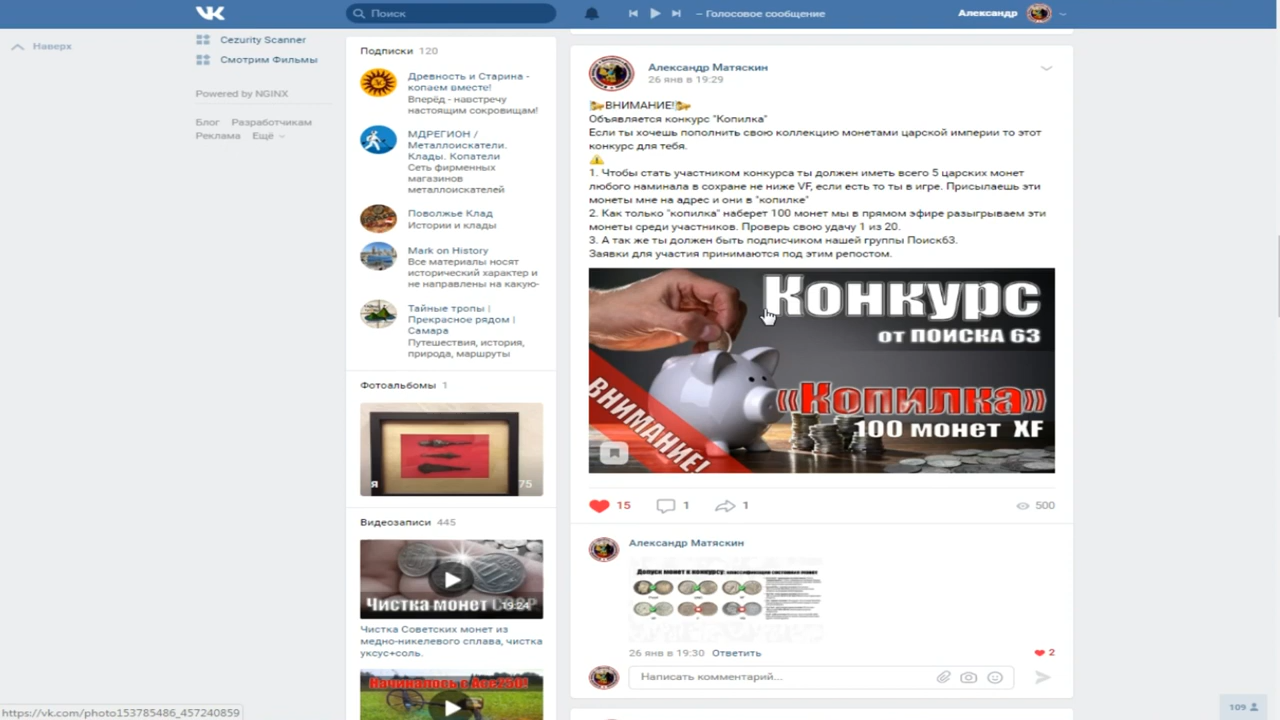 Поиск
– Голосовое сообщение
Александр
Наверх
Cezurity Scanner
Смотрим Фильмы
Powered by NGINX
Блог Разработчикам
Реклама Ещё
Подписки 120
Древность и Старина -
копаем вместе!
Вперёд - навстречу
настоящим сокровищам!
МДРЕГИОН /
Металлоискатели.
Клады. Копатели
Сеть фирменных
магазинов
металлоискателей
Поволжье Клад
Истории и клады
Mark on History
Все материалы носят
исторический характер и
не направлены на какую-
Тайные тропы |
Прекрасное рядом |
Самара
Путешествия, история,
природа, маршруты
Фотоальбомы 1
я 75
Видеозаписи 445
Чистка монет СССР
19:24
Чистка Советских монет из
медно-никелевого сплава, чистка
уксус+соль.
Начиналось с Асе250!
Александр Матяскин
26 янв в 19:29
ВНИМАНИЕ!
Объявляется конкурс "Копилка"
Если ты хочешь пополнить свою коллекцию монетами царской империи то этот
конкурс для тебя.
1. Чтобы стать участником конкурса ты должен иметь всего 5 царских монет
любого наминала в сохране не ниже VF, если есть то ты в игре. Присылаешь эти
монеты мне на адрес и они в "копилке"
2. Как только "копилка" наберет 100 монет мы в прямом эфире разыгрываем эти
монеты среди участников. Проверь свою удачу 1 из 20.
3. А так же ты должен быть подписчиком нашей группы Поиск63.
Заявки для участия принимаются под этим репостом.
Конкурс
от ПОИСКА 63
«Копилка»
100 монет XF
ВНИМАНИЕ!
15 1 1 500
Александр Матяскин
Допуск монет к конкурсу: классификация состояния монет
26 янв в 19:30 Ответить 2
Написать комментарий...
https://vk.com/photo153785486_457240859
109